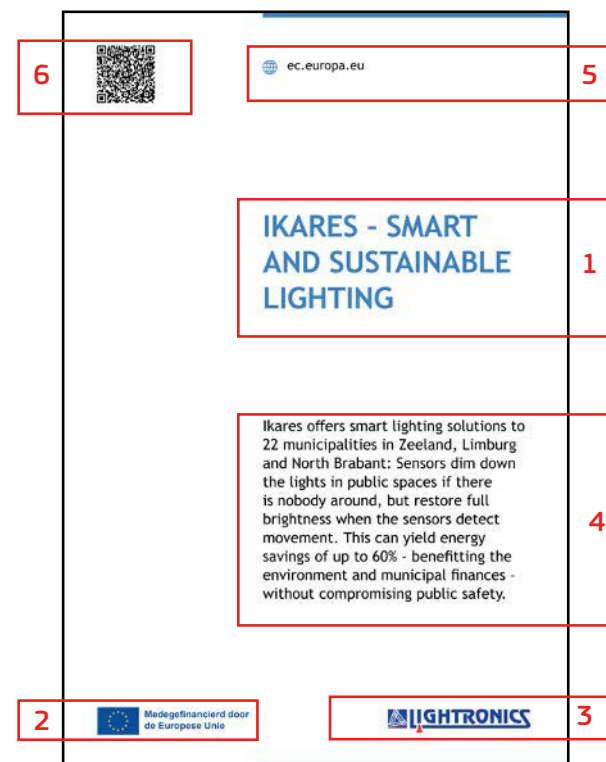 6
ec.europa.eu
5
IKARES – SMART
AND SUSTAINABLE
LIGHTING
1
Ikares offers smart lighting solutions to
22 municipalities in Zeeland, Limburg
and North Brabant: Sensors dim down
the lights in public spaces if there
is nobody around, but restore full
brightness when the sensors detect
movement. This can yield energy
savings of up to 60% - benefitting the
environment and municipal finances –
without compromising public safety.
4
2
Medegefinancierd door
de Europese Unie
LIGHTRONICS
3